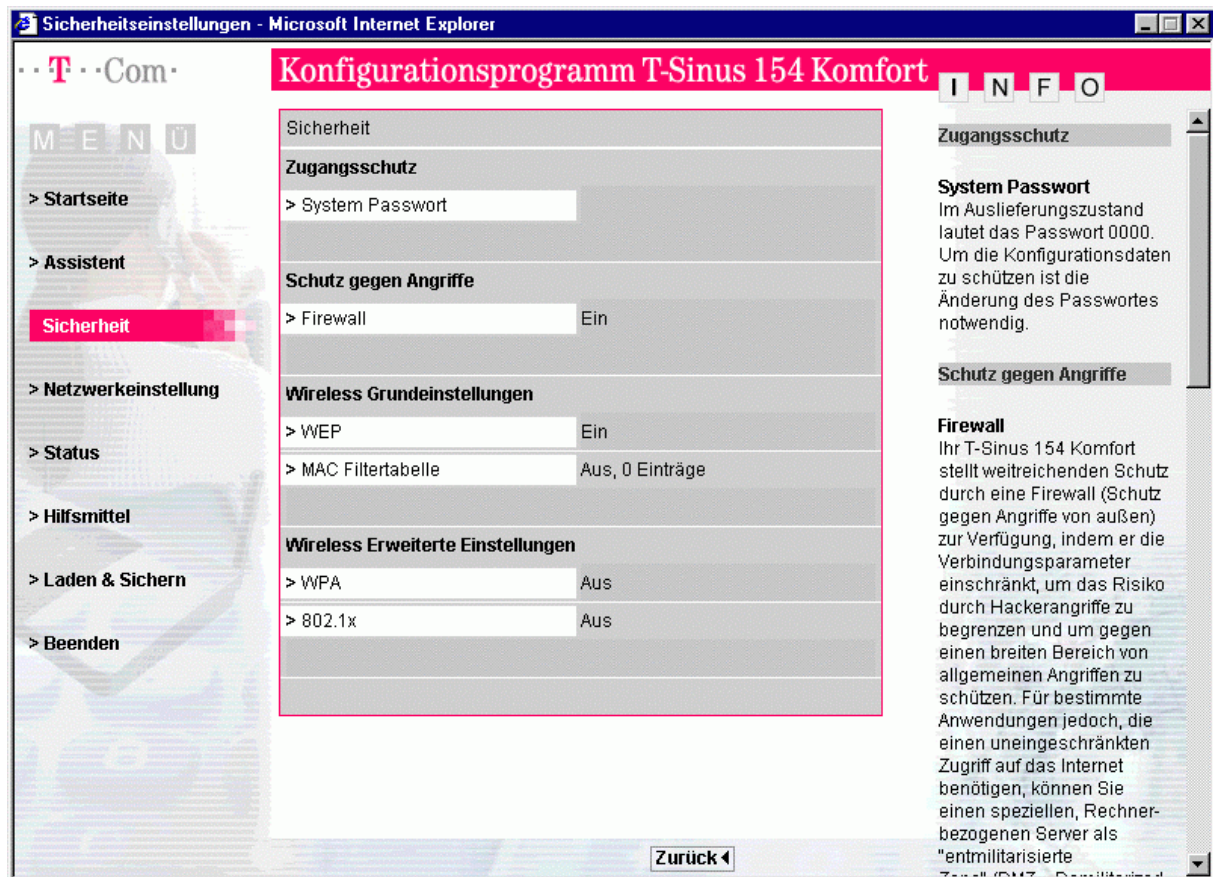 Sicherheitseinstellungen - Microsoft Internet Explorer
· · T · · Com ·
Konfigurationsprogramm T-Sinus 154 Komfort
INFO
MENÜ
> Startseite
> Assistent
Sicherheit
> Netzwerkeinstellung
> Status
> Hilfsmittel
> Laden & Sichern
> Beenden
Sicherheit
Zugangsschutz
> System Passwort
Schutz gegen Angriffe
> Firewall Ein
Wireless Grundeinstellungen
> WEP Ein
> MAC Filtertabelle Aus, 0 Einträge
Wireless Erweiterte Einstellungen
> WPA Aus
> 802.1x Aus
Zurück
Zugangsschutz
System Passwort
Im Auslieferungszustand
lautet das Passwort 0000.
Um die Konfigurationsdaten
zu schützen ist die
Änderung des Passwortes
notwendig.
Schutz gegen Angriffe
Firewall
Ihr T-Sinus 154 Komfort
stellt weitreichenden Schutz
durch eine Firewall (Schutz
gegen Angriffe von außen)
zur Verfügung, indem er die
Verbindungsparameter
einschränkt, um das Risiko
durch Hackerangriffe zu
begrenzen und um gegen
einen breiten Bereich von
allgemeinen Angriffen zu
schützen. Für bestimmte
Anwendungen jedoch, die
einen uneingeschränkten
Zugriff auf das Internet
benötigen, können Sie
einen speziellen, Rechner-
bezogenen Server als
"entmilitarisierte